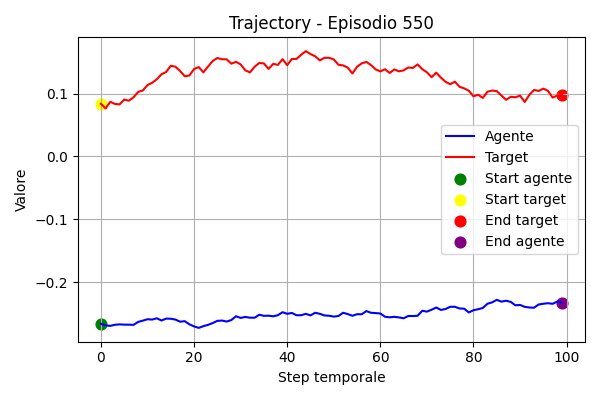 Trajectory - Episodio 550
Valore
0.1
0.0
−0.1
−0.2
Agente
Target
Start agente
Start target
End target
End agente
0 20 40 60 80 100
Step temporale